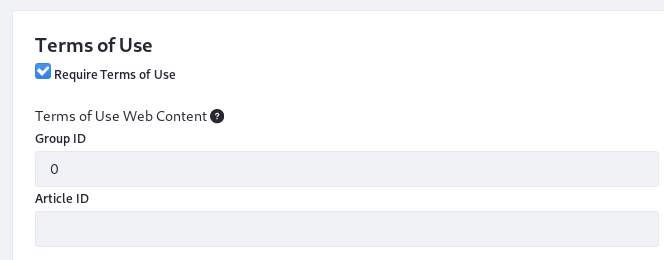 Terms of Use
Require Terms of Use
Terms of Use Web Content ?
Group ID
0
Article ID